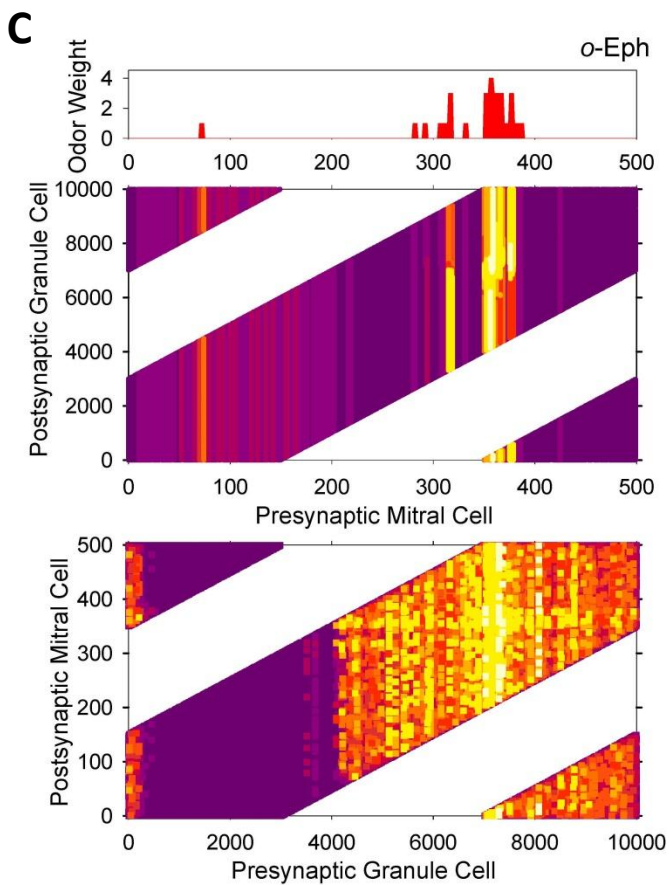 C
o-Eph
Odor Weight
4
2
0
0 100 200 300 400 500
Postsynaptic Granule Cell
10000
8000
6000
4000
2000
0
0 100 200 300 400 500
Presynaptic Mitral Cell
Postsynaptic Mitral Cell
500
400
300
200
100
0
0 2000 4000 6000 8000 10000
Presynaptic Granule Cell